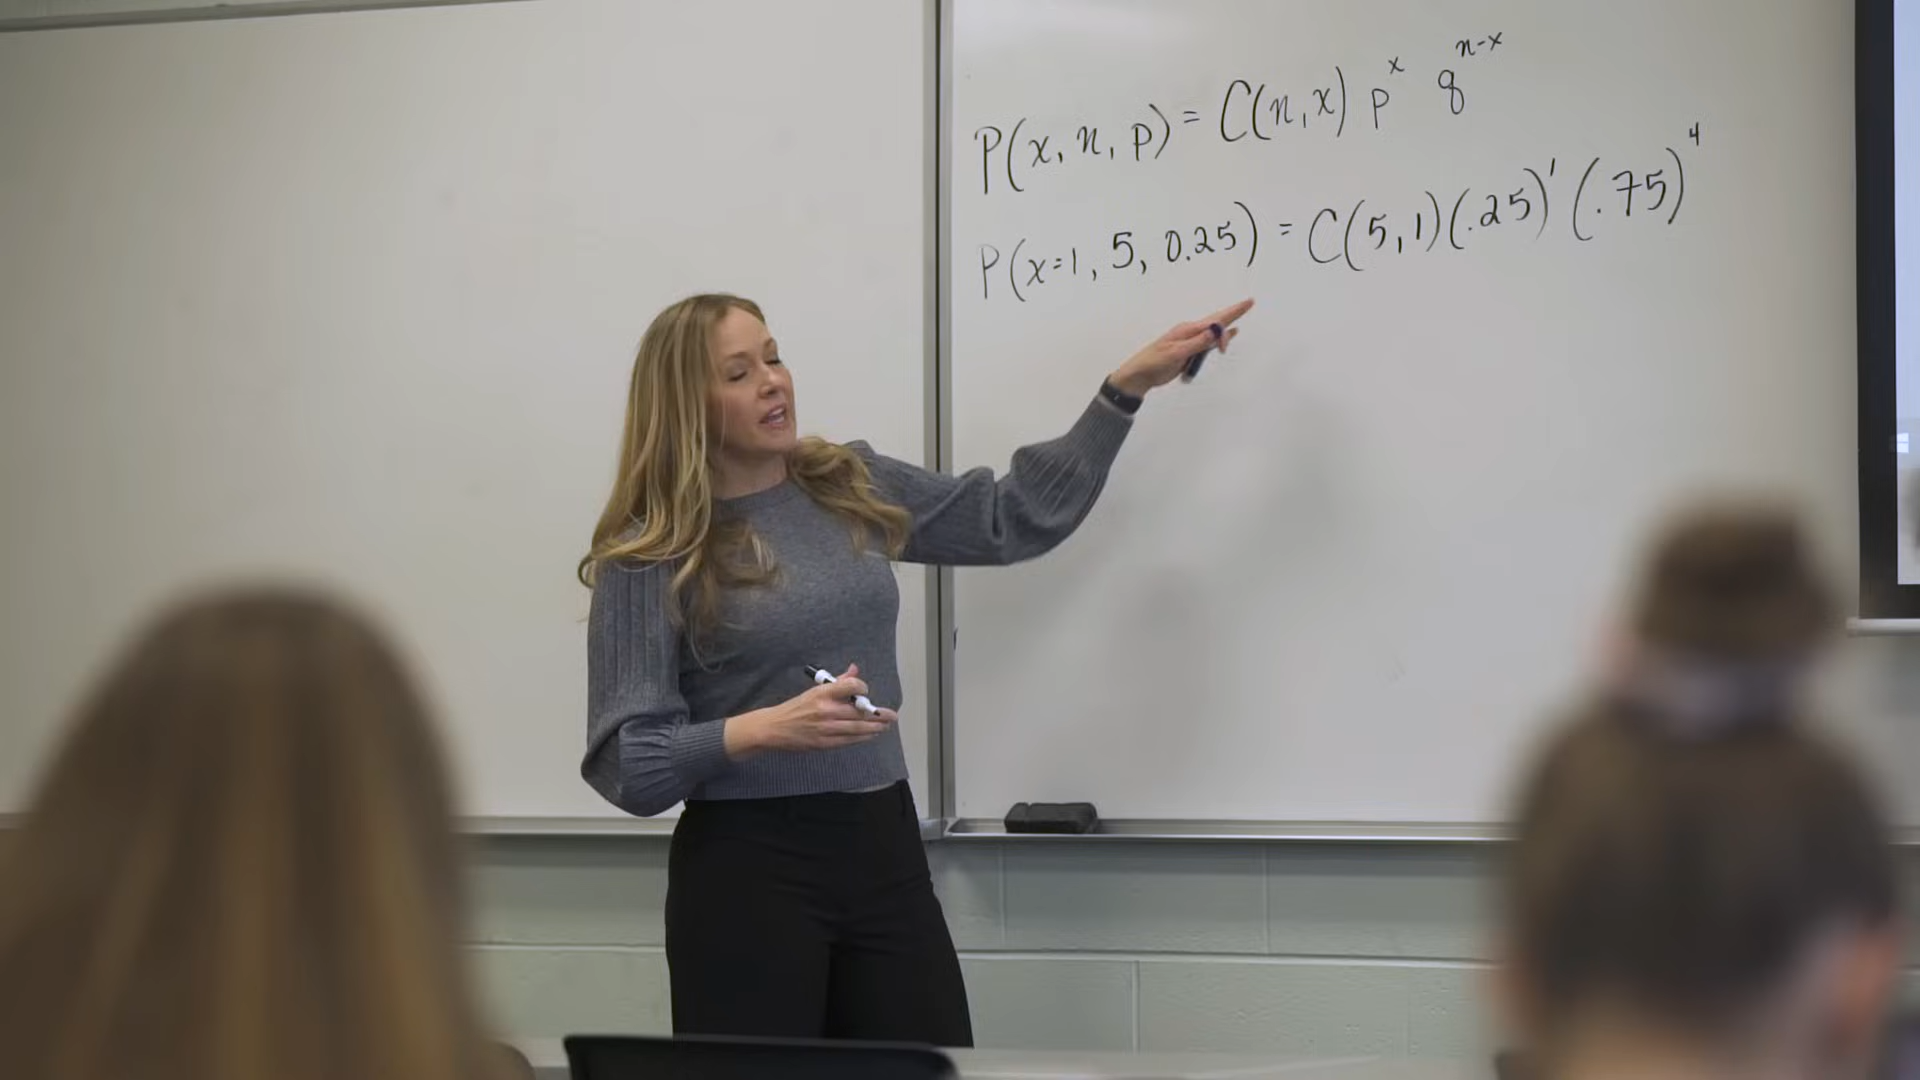 P(x, n, p) = C(n,x) p^x q^n-x
P(x=1, 5, 0.25) = C(5,1)(.25)^1 (.75)^4